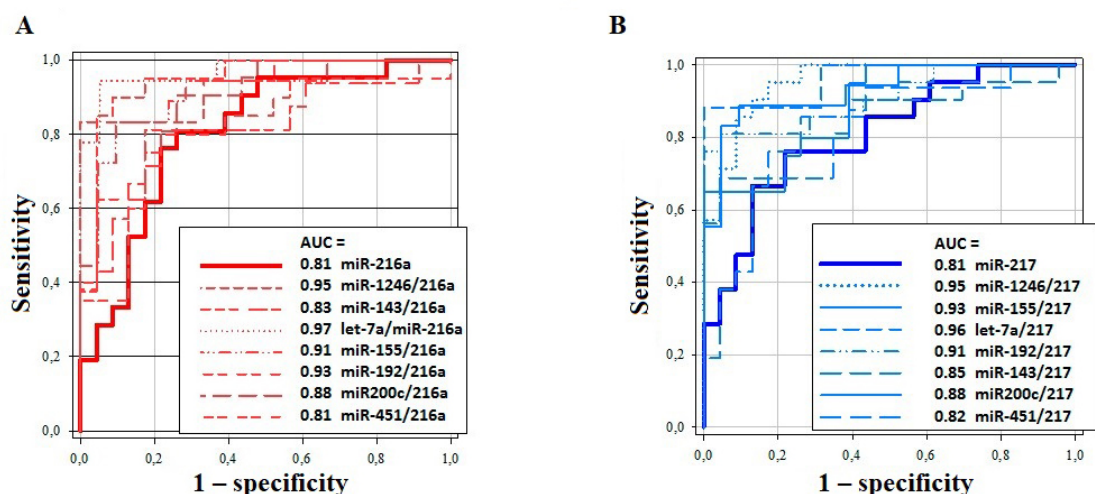 A
Sensitivity
1,0
0,8
0,6
0,4
0,2
0,0
AUC =
0.81 miR-216a
0.95 miR-1246/216a
0.83 miR-143/216a
0.97 let-7a/miR-216a
0.91 miR-155/216a
0.93 miR-192/216a
0.88 miR200c/216a
0.81 miR-451/216a
0,0 0,2 0,4 0,6 0,8 1,0
1 – specificity
B
Sensitivity
1,0
0,8
0,6
0,4
0,2
0,0
AUC =
0.81 miR-217
0.95 miR-1246/217
0.93 miR-155/217
0.96 let-7a/217
0.91 miR-192/217
0.85 miR-143/217
0.88 miR200c/217
0.82 miR-451/217
0,0 0,2 0,4 0,6 0,8 1,0
1 – specificity